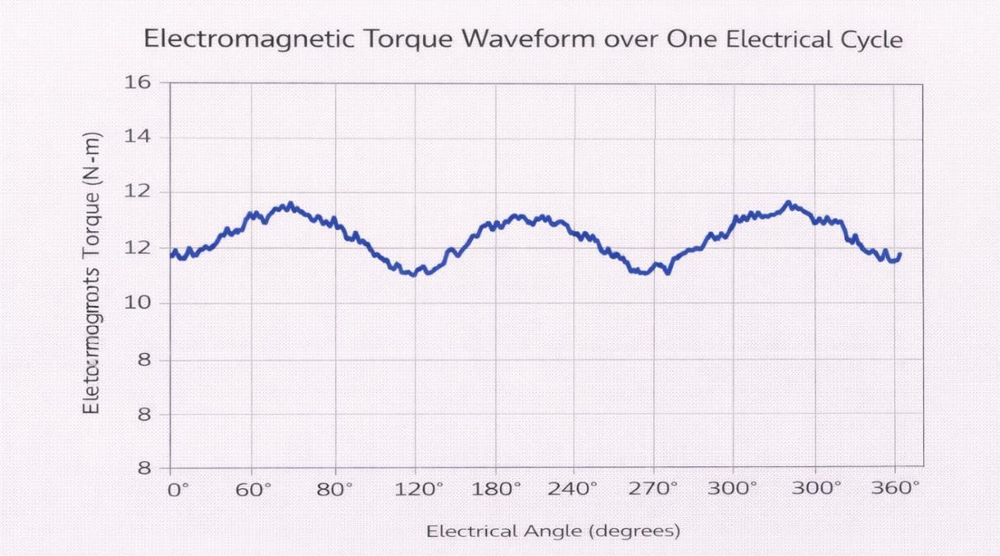 Electromagnetic Torque Waveform over One Electrical Cycle
16
14
12
12
10
8
8
8
Eletocrmagmoɩts Torque (N-m)
0° 60° 80° 120° 180° 240° 270° 300° 300° 360°
Electrical Angle (degrees)